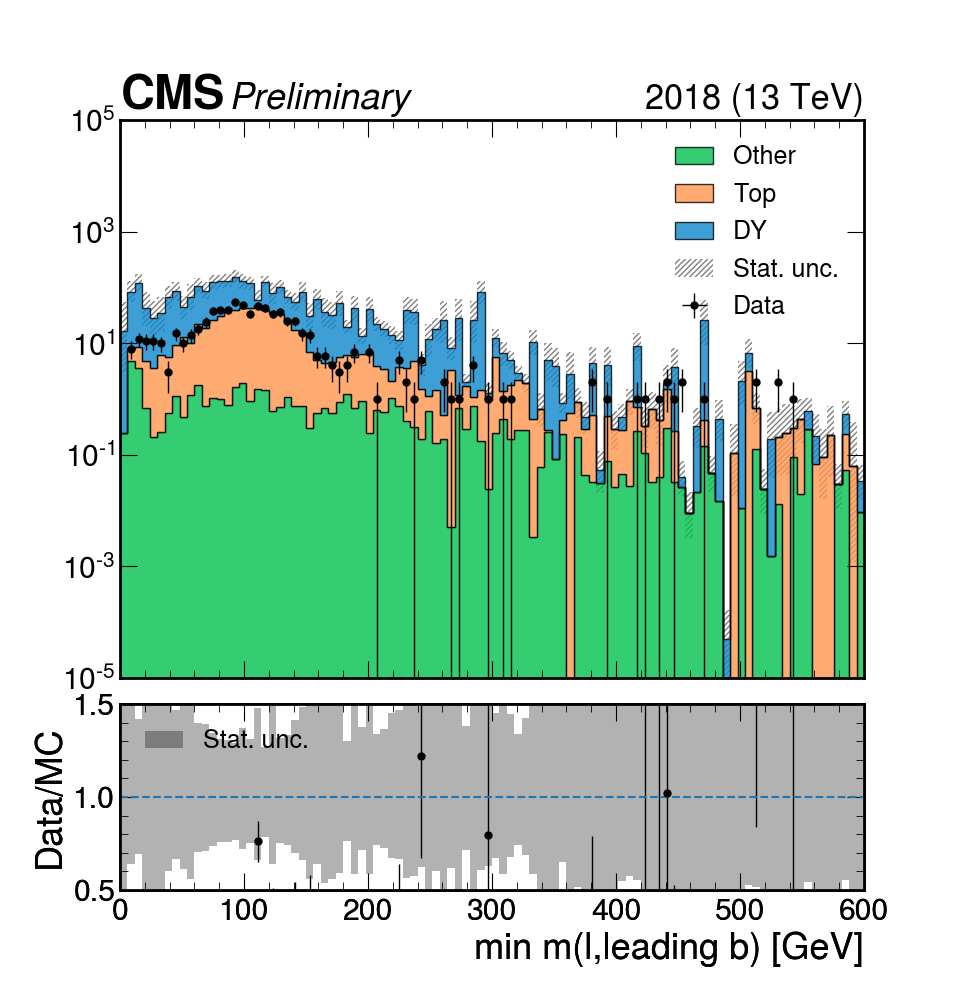 CMS Preliminary 2018 (13 TeV)
10^5
10^3
10^1
10^-1
10^-3
10^-5
Other
Top
DY
Stat. unc.
Data
1.5
1.0
0.5
Data/MC
Stat. unc.
0 100 200 300 400 500 600
min m(l,leading b) [GeV]